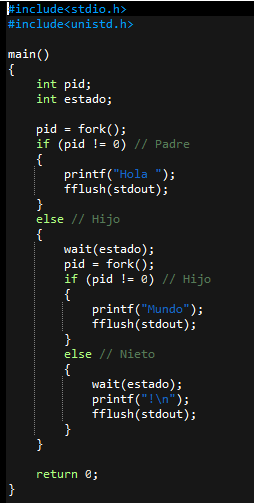 #include<stdio.h>
#include<unistd.h>

main()
{
    int pid;
    int estado;

    pid = fork();
    if (pid != 0) // Padre
    {
        printf("Hola ");
        fflush(stdout);
    }
    else // Hijo
    {
        wait(estado);
        pid = fork();
        if (pid != 0) // Hijo
        {
            printf("Mundo");
            fflush(stdout);
        }
        else // Nieto
        {
            wait(estado);
            printf("!\n");
            fflush(stdout);
        }
    }

    return 0;
}